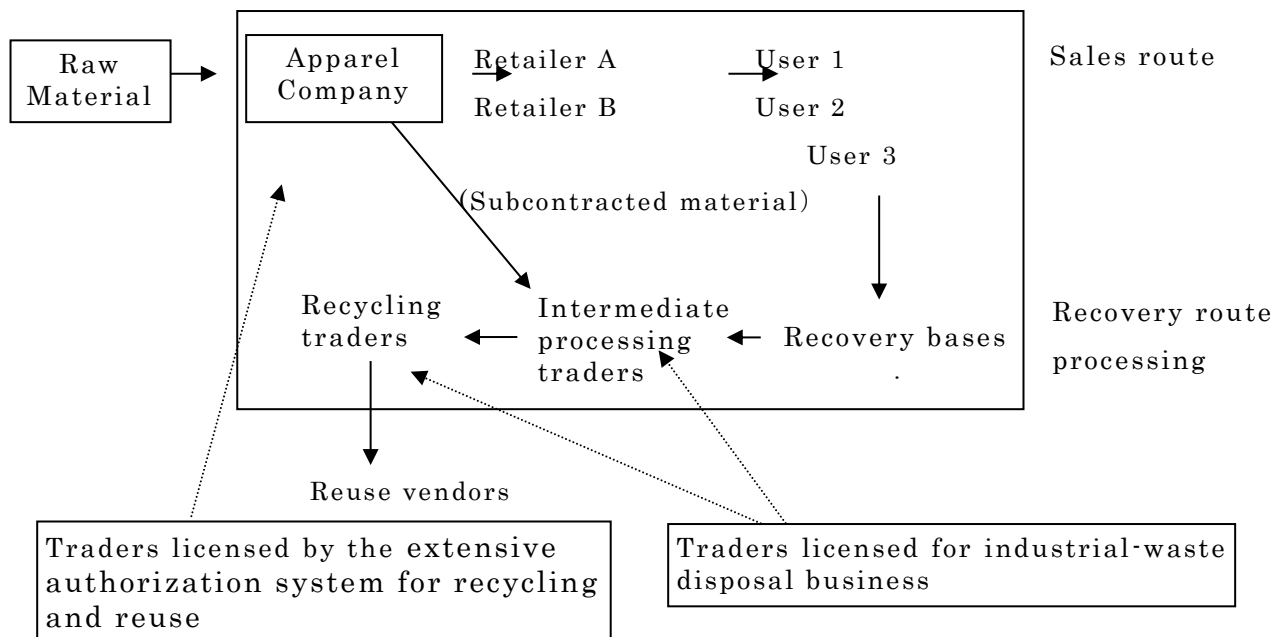 Raw
Material
Apparel
Company
Retailer A
Retailer B
User 1
User 2
User 3
Sales route
(Subcontracted material)
Recycling
traders
Intermediate
processing
traders
Recovery bases
.
Recovery route
processing
Reuse vendors
Traders licensed by the extensive
authorization system for recycling
and reuse
Traders licensed for industrial-waste
disposal business